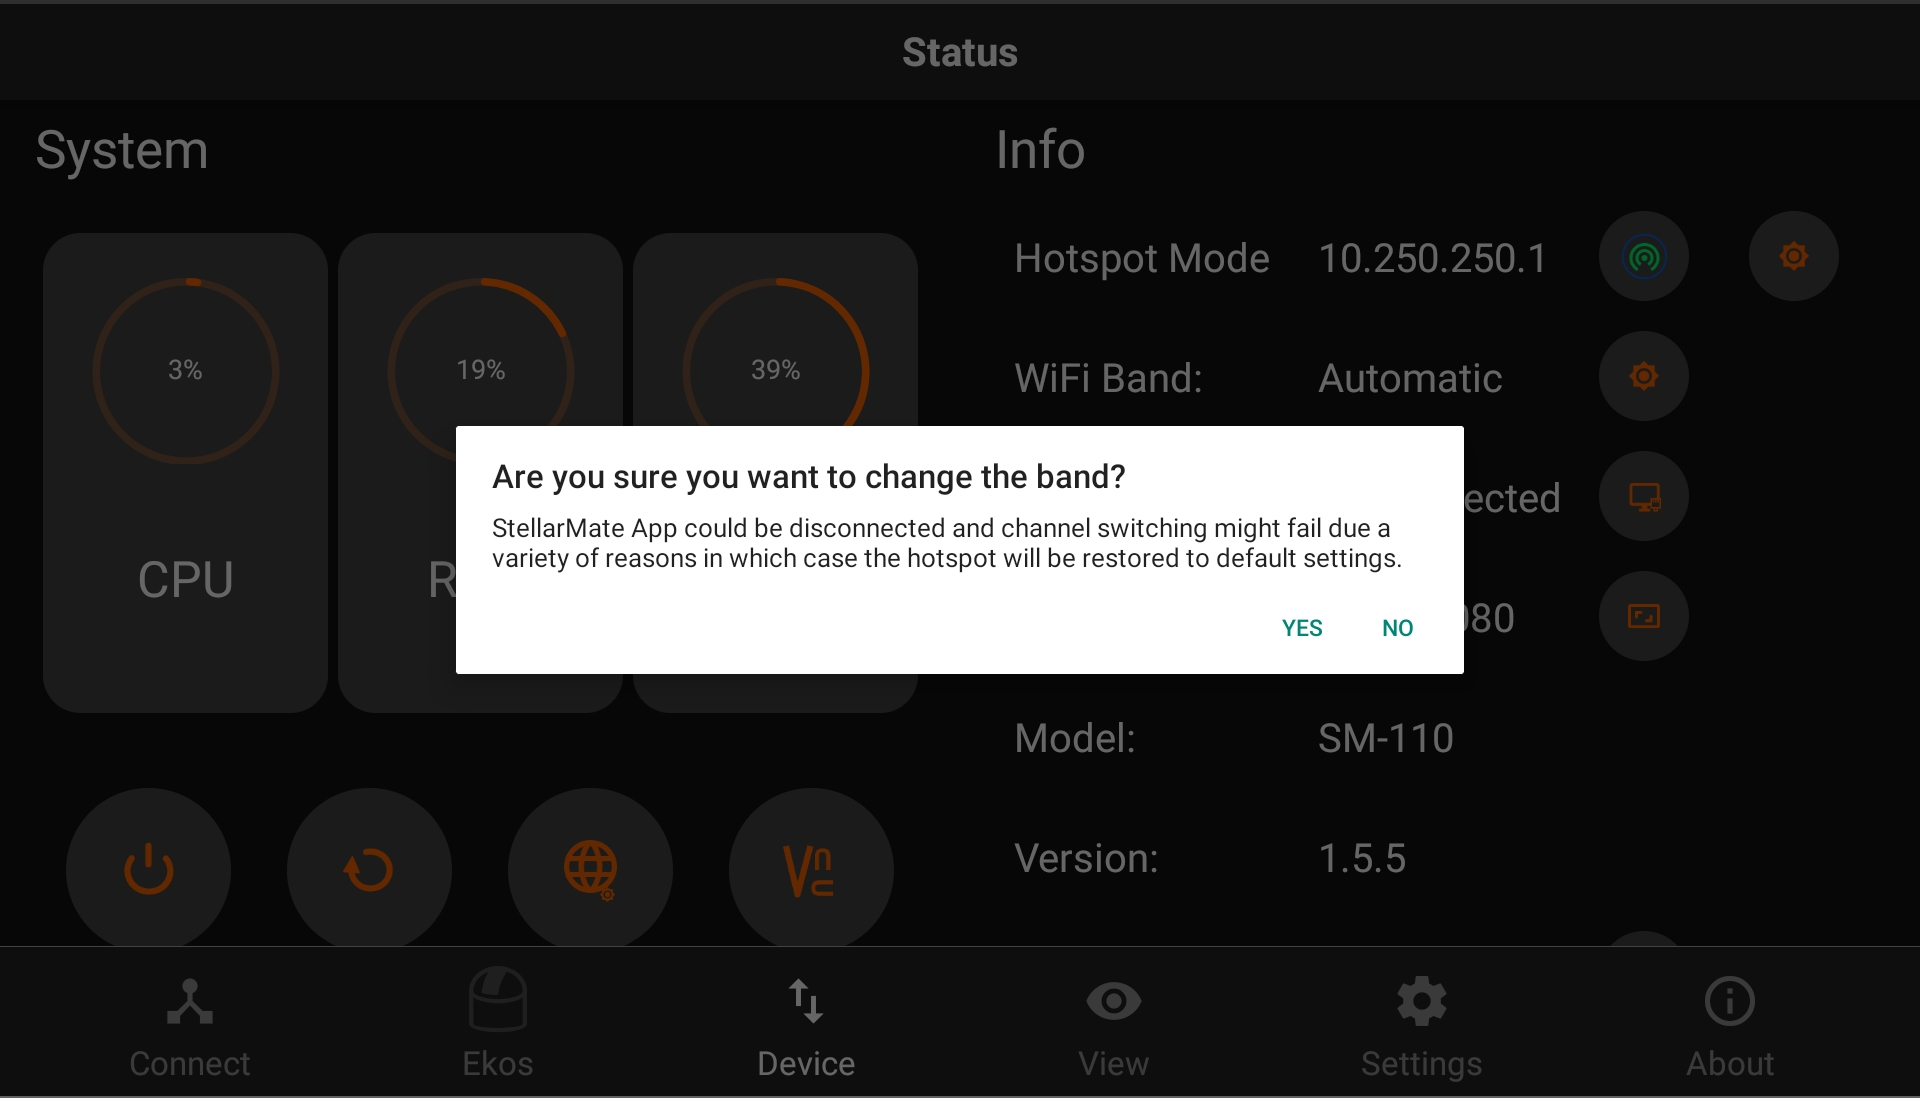 Status
System
Info
3%
19%
39%
CPU
R
Hotspot Mode 10.250.250.1
WiFi Band: Automatic
ected
080
Model: SM-110
Version: 1.5.5
Are you sure you want to change the band?
StellarMate App could be disconnected and channel switching might fail due a
variety of reasons in which case the hotspot will be restored to default settings.
YES NO
Vnc
Connect Ekos Device View Settings About